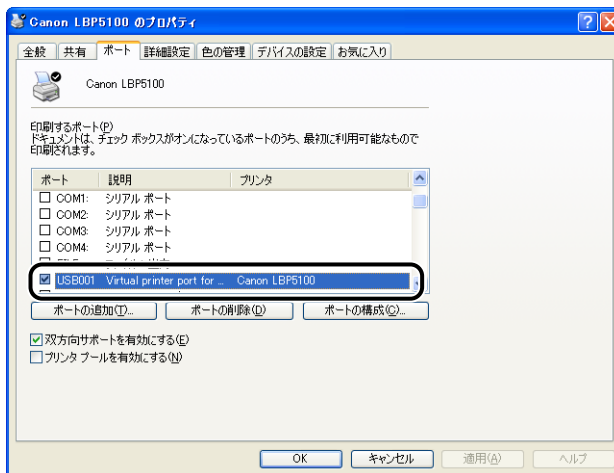 Canon LBP5100 のプロパティ
全般 共有 ポート 詳細設定 色の管理 デバイスの設定 お気に入り
Canon LBP5100
印刷するポート(P)
ドキュメントは、チェック ボックスがオンになっているポートのうち、最初に利用可能なもので
印刷されます。
ポート 説明 プリンタ
COM1: シリアル ポート
COM2: シリアル ポート
COM3: シリアル ポート
COM4: シリアル ポート
USB001 Virtual printer port for ... Canon LBP5100
ポートの追加(T)... ポートの削除(D) ポートの構成(C)...
双方向サポートを有効にする(E)
プリンタ プールを有効にする(N)
OK キャンセル 適用(A) ヘルプ